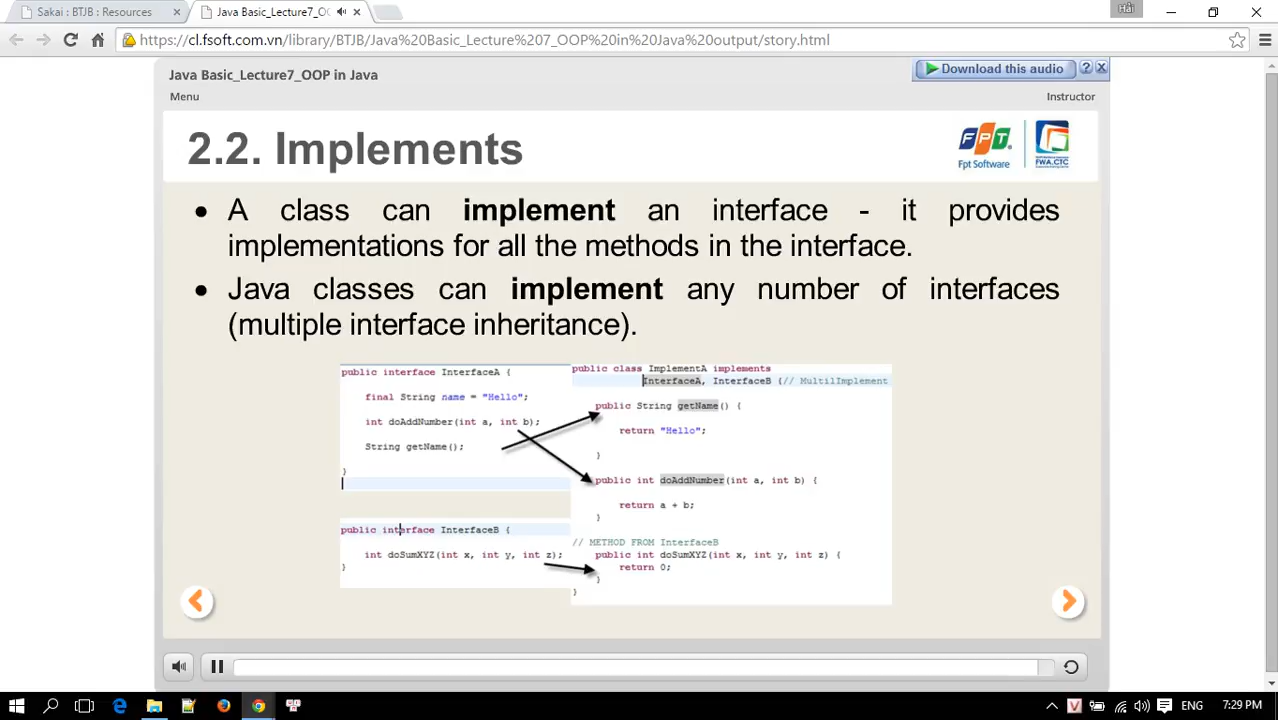 Sakai : BTJB : Resources
Java Basic_Lecture7_OO
Hải
https://cl.fsoft.com.vn/library/BTJB/Java%20Basic_Lecture%207_OOP%20in%20Java%20output/story.html
Java Basic_Lecture7_OOP in Java
Download this audio
?
Menu
Instructor
2.2. Implements
FPT
Fpt Software
FWA.CTC
• A class can implement an interface - it provides
implementations for all the methods in the interface.
• Java classes can implement any number of interfaces
(multiple interface inheritance).
public interface InterfaceA {
final String name = "Hello";
int doAddNumber(int a, int b);
String getName();
}
public interface InterfaceB {
int doSumXYZ(int x, int y, int z);
}
public class ImplementA implements
InterfaceA, InterfaceB {// MultilImplement
public String getName() {
return "Hello";
}
public int doAddNumber(int a, int b) {
return a + b;
}
// METHOD FROM InterfaceB
public int doSumXYZ(int x, int y, int z) {
return 0;
}
}
ENG
7:29 PM